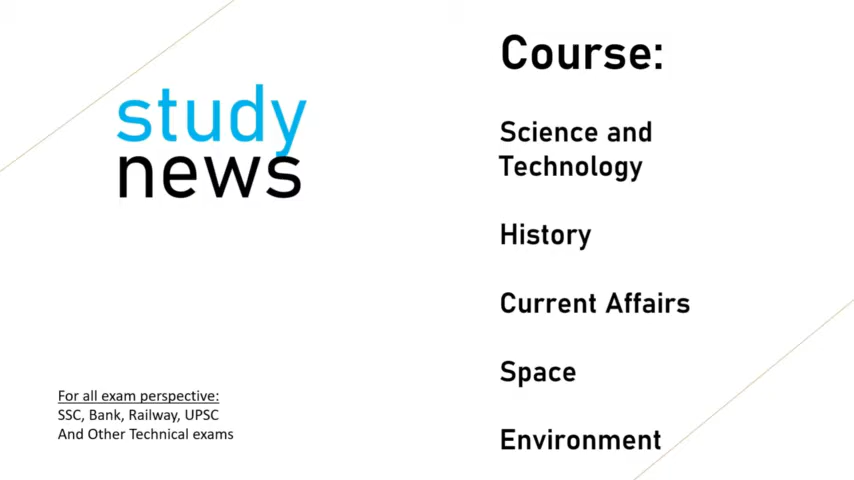 study
news
For all exam perspective:
SSC, Bank, Railway, UPSC
And Other Technical exams
Course:
Science and
Technology
History
Current Affairs
Space
Environment